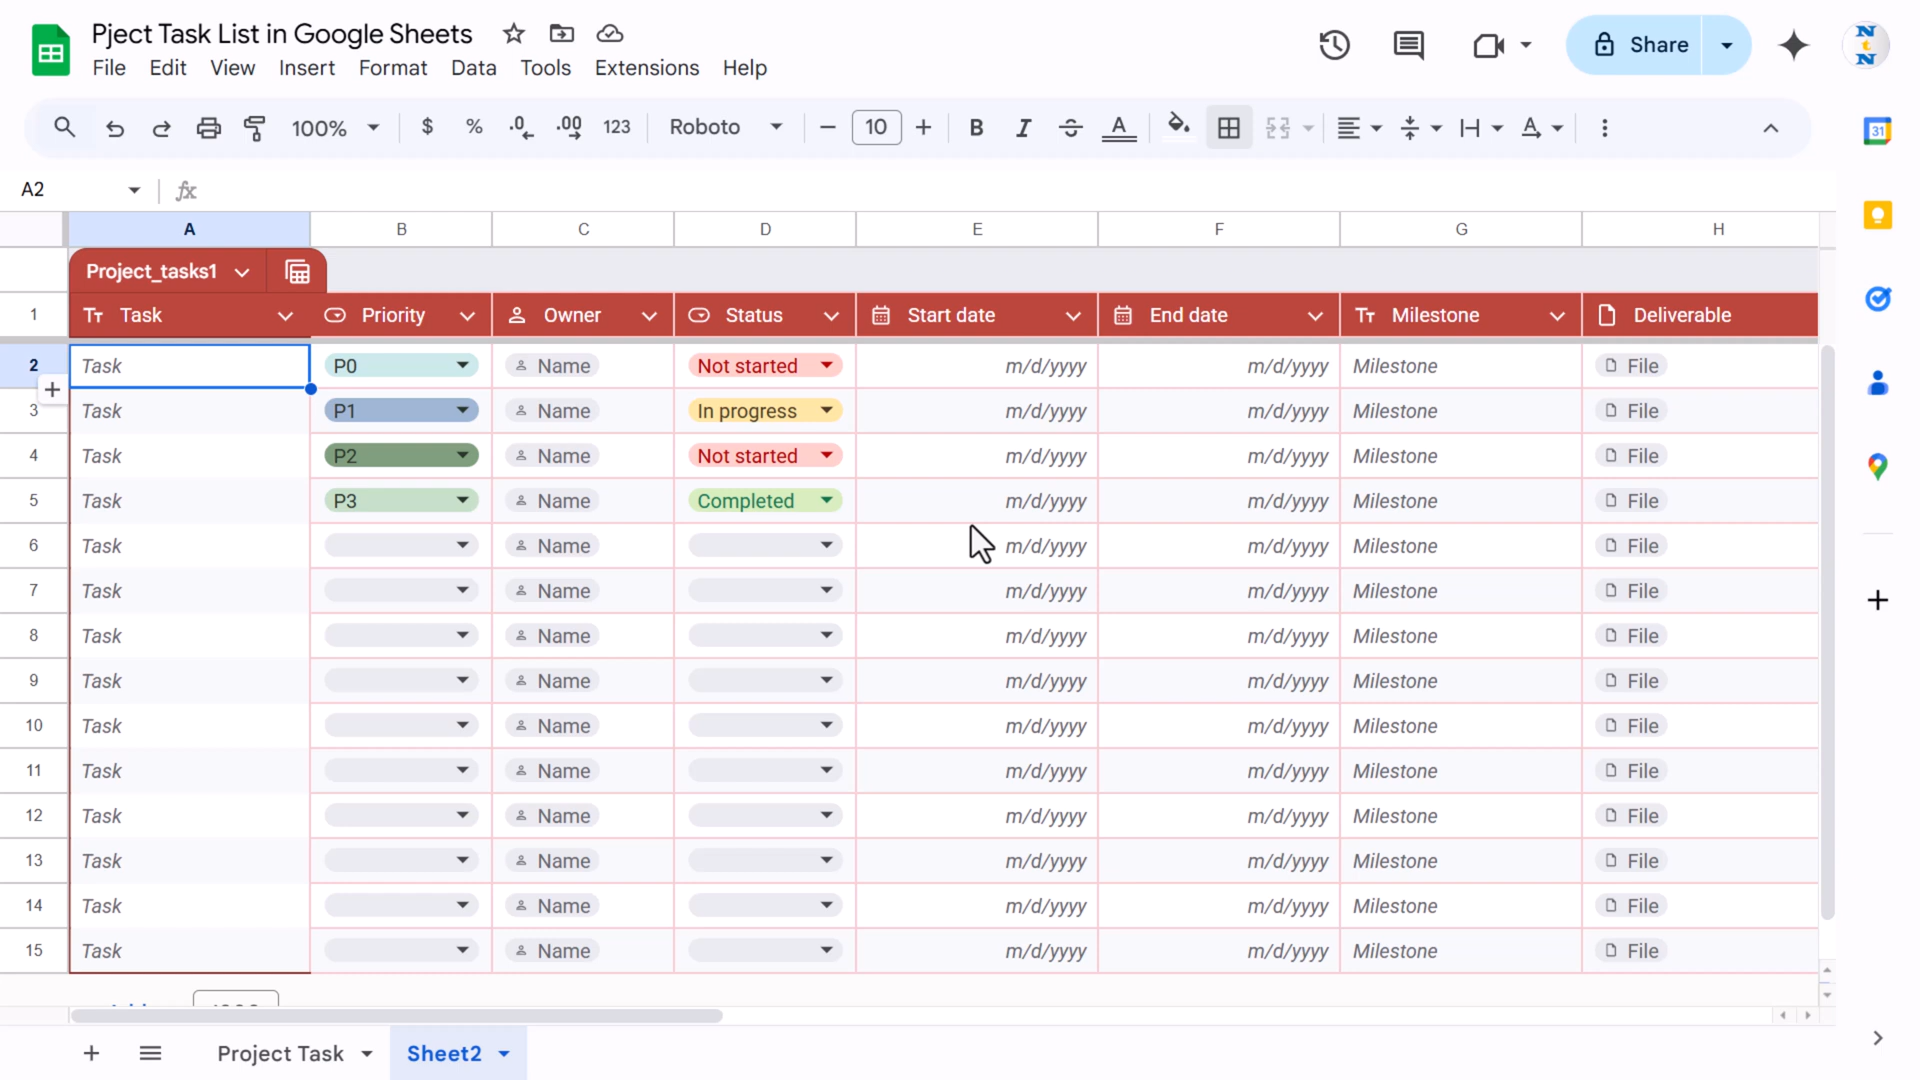 Pject Task List in Google Sheets
File Edit View Insert Format Data Tools Extensions Help
Share
N t N
100% $ % .0 .00 123 Roboto 10 B I S A A
31
A2 fx
A B C D E F G H
Project_tasks1
1 Tт Task Priority Owner Status Start date End date Tт Milestone Deliverable
2 Task P0 Name Not started m/d/yyyy m/d/yyyy Milestone File
3 Task P1 Name In progress m/d/yyyy m/d/yyyy Milestone File
4 Task P2 Name Not started m/d/yyyy m/d/yyyy Milestone File
5 Task P3 Name Completed m/d/yyyy m/d/yyyy Milestone File
6 Task Name m/d/yyyy m/d/yyyy Milestone File
7 Task Name m/d/yyyy m/d/yyyy Milestone File
8 Task Name m/d/yyyy m/d/yyyy Milestone File
9 Task Name m/d/yyyy m/d/yyyy Milestone File
10 Task Name m/d/yyyy m/d/yyyy Milestone File
11 Task Name m/d/yyyy m/d/yyyy Milestone File
12 Task Name m/d/yyyy m/d/yyyy Milestone File
13 Task Name m/d/yyyy m/d/yyyy Milestone File
14 Task Name m/d/yyyy m/d/yyyy Milestone File
15 Task Name m/d/yyyy m/d/yyyy Milestone File
Project Task Sheet2